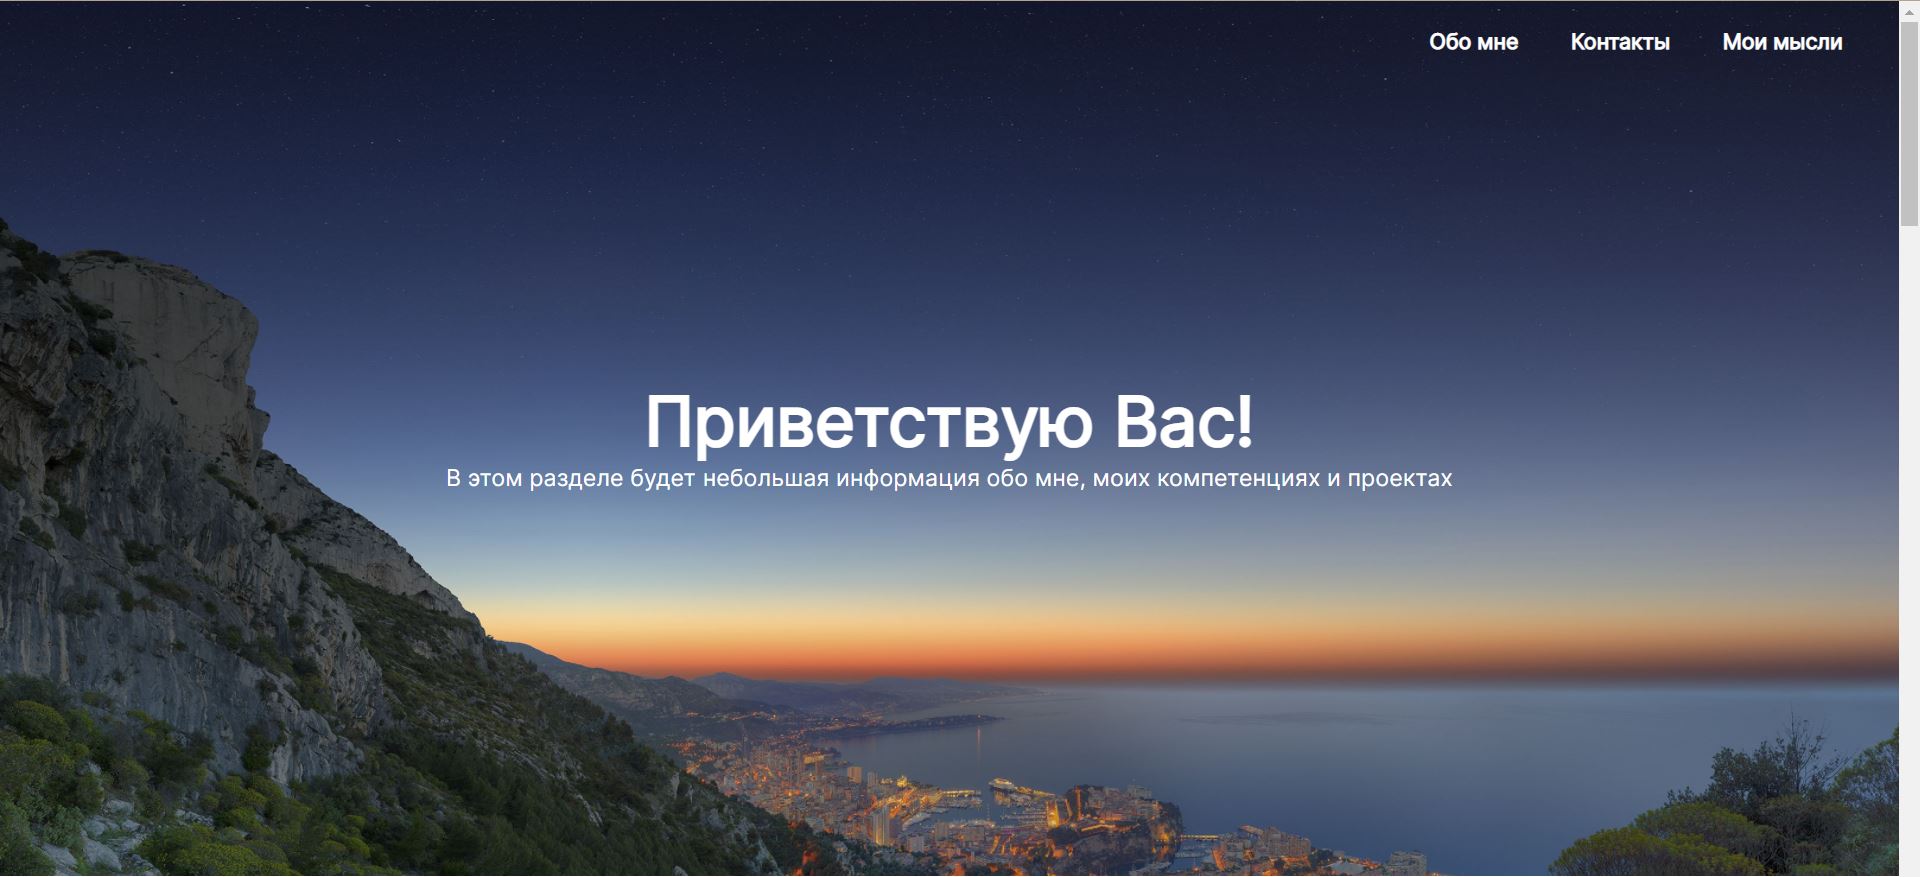 Обо мне Контакты Мои мысли
Приветствую Вас!
В этом разделе будет небольшая информация обо мне, моих компетенциях и проектах